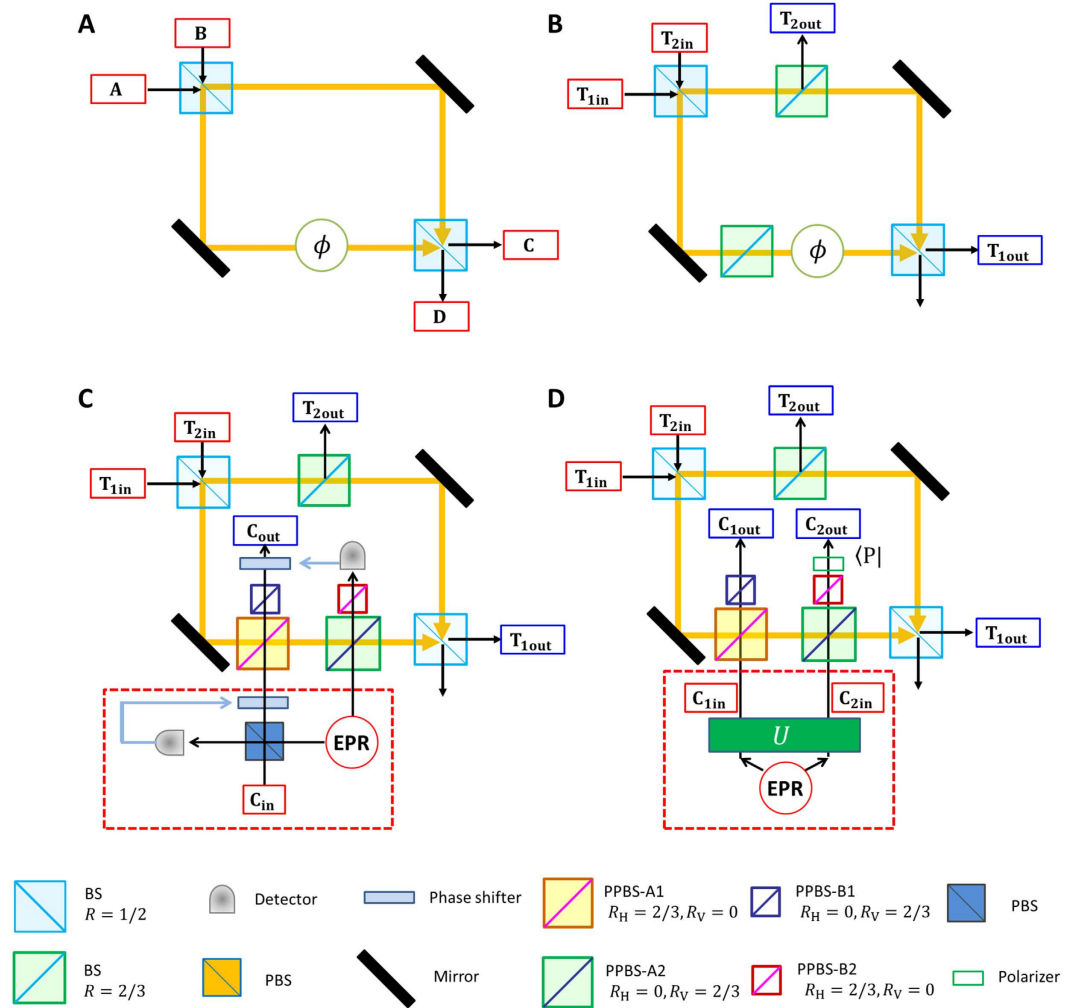 A
B
A
C
D
ϕ
B
T2in
T1in
T2out
T1out
ϕ
C
T2in
T1in
T2out
Cout
T1out
EPR
Cin
D
T2in
T1in
T2out
C1out
C2out
⟨P|
T1out
C1in
C2in
U
EPR
BS
R = 1/2
Detector
Phase shifter
PPBS-A1
RH = 2/3, RV = 0
PPBS-B1
RH = 0, RV = 2/3
PBS
BS
R = 2/3
PBS
Mirror
PPBS-A2
RH = 0, RV = 2/3
PPBS-B2
RH = 2/3, RV = 0
Polarizer